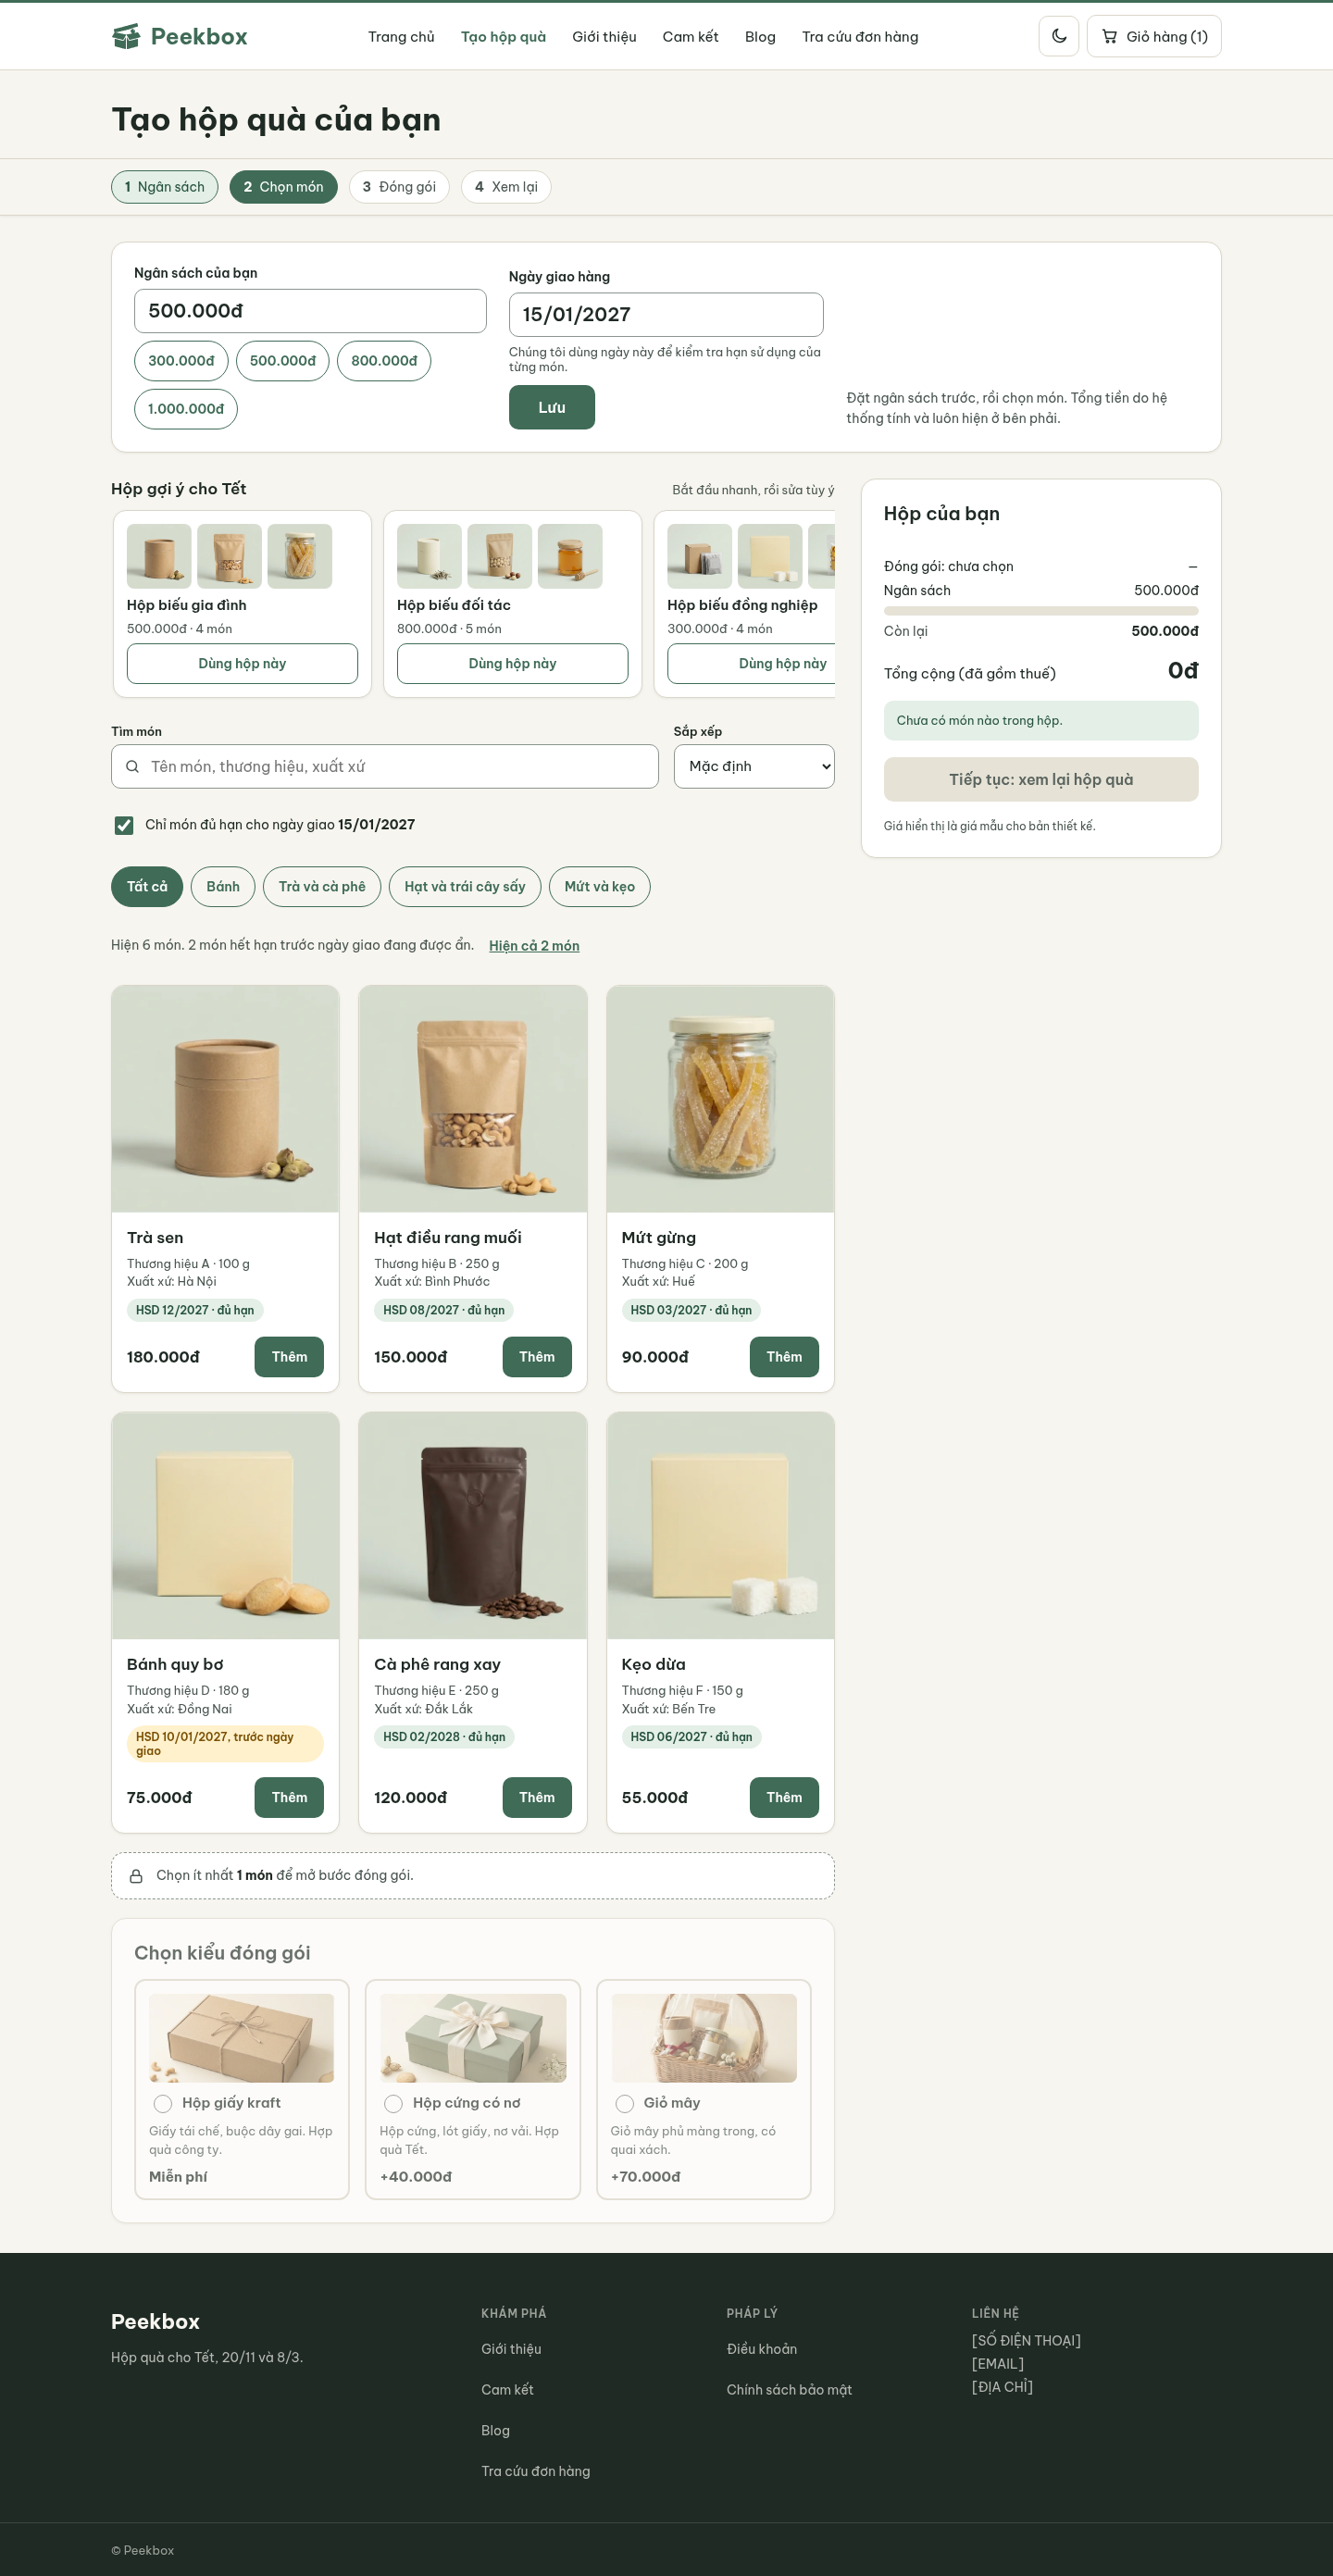 Peekbox
Trang chủ
Tạo hộp quà
Giới thiệu
Cam kết
Blog
Tra cứu đơn hàng
Giỏ hàng (1)
Tạo hộp quà của bạn
1 Ngân sách
2 Chọn món
3 Đóng gói
4 Xem lại
Ngân sách của bạn
500.000đ
300.000đ
500.000đ
800.000đ
1.000.000đ
Ngày giao hàng
15/01/2027
Chúng tôi dùng ngày này để kiểm tra hạn sử dụng của
từng món.
Lưu
Đặt ngân sách trước, rồi chọn món. Tổng tiền do hệ
thống tính và luôn hiện ở bên phải.
Hộp gợi ý cho Tết
Bắt đầu nhanh, rồi sửa tùy ý
Hộp biếu gia đình
500.000đ · 4 món
Dùng hộp này
Hộp biếu đối tác
800.000đ · 5 món
Dùng hộp này
Hộp biếu đồng nghiệp
300.000đ · 4 món
Dùng hộp này
Tìm món
Tên món, thương hiệu, xuất xứ
Sắp xếp
Mặc định
Chỉ món đủ hạn cho ngày giao 15/01/2027
Tất cả
Bánh
Trà và cà phê
Hạt và trái cây sấy
Mứt và kẹo
Hiện 6 món. 2 món hết hạn trước ngày giao đang được ẩn.
Hiện cả 2 món
Trà sen
Thương hiệu A · 100 g
Xuất xứ: Hà Nội
HSD 12/2027 · đủ hạn
180.000đ
Thêm
Hạt điều rang muối
Thương hiệu B · 250 g
Xuất xứ: Bình Phước
HSD 08/2027 · đủ hạn
150.000đ
Thêm
Mứt gừng
Thương hiệu C · 200 g
Xuất xứ: Huế
HSD 03/2027 · đủ hạn
90.000đ
Thêm
Bánh quy bơ
Thương hiệu D · 180 g
Xuất xứ: Đồng Nai
HSD 10/01/2027, trước ngày
giao
75.000đ
Thêm
Cà phê rang xay
Thương hiệu E · 250 g
Xuất xứ: Đắk Lắk
HSD 02/2028 · đủ hạn
120.000đ
Thêm
Kẹo dừa
Thương hiệu F · 150 g
Xuất xứ: Bến Tre
HSD 06/2027 · đủ hạn
55.000đ
Thêm
Chọn ít nhất 1 món để mở bước đóng gói.
Chọn kiểu đóng gói
Hộp giấy kraft
Giấy tái chế, buộc dây gai. Hợp
quà công ty.
Miễn phí
Hộp cứng có nơ
Hộp cứng, lót giấy, nơ vải. Hợp
quà Tết.
+40.000đ
Giỏ mây
Giỏ mây phủ màng trong, có
quai xách.
+70.000đ
Hộp của bạn
Đóng gói: chưa chọn
—
Ngân sách
500.000đ
Còn lại
500.000đ
Tổng cộng (đã gồm thuế)
0đ
Chưa có món nào trong hộp.
Tiếp tục: xem lại hộp quà
Giá hiển thị là giá mẫu cho bản thiết kế.
Peekbox
Hộp quà cho Tết, 20/11 và 8/3.
KHÁM PHÁ
Giới thiệu
Cam kết
Blog
Tra cứu đơn hàng
PHÁP LÝ
Điều khoản
Chính sách bảo mật
LIÊN HỆ
[SỐ ĐIỆN THOẠI]
[EMAIL]
[ĐỊA CHỈ]
© Peekbox